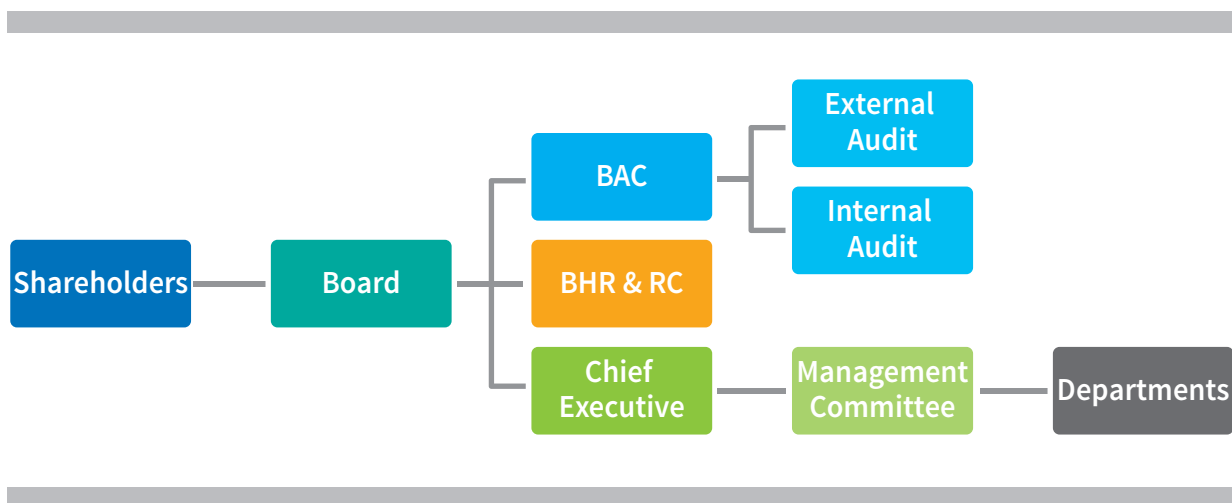 External
Audit
BAC
Internal
Audit
Shareholders
Board
BHR & RC
Chief
Executive
Management
Committee
Departments